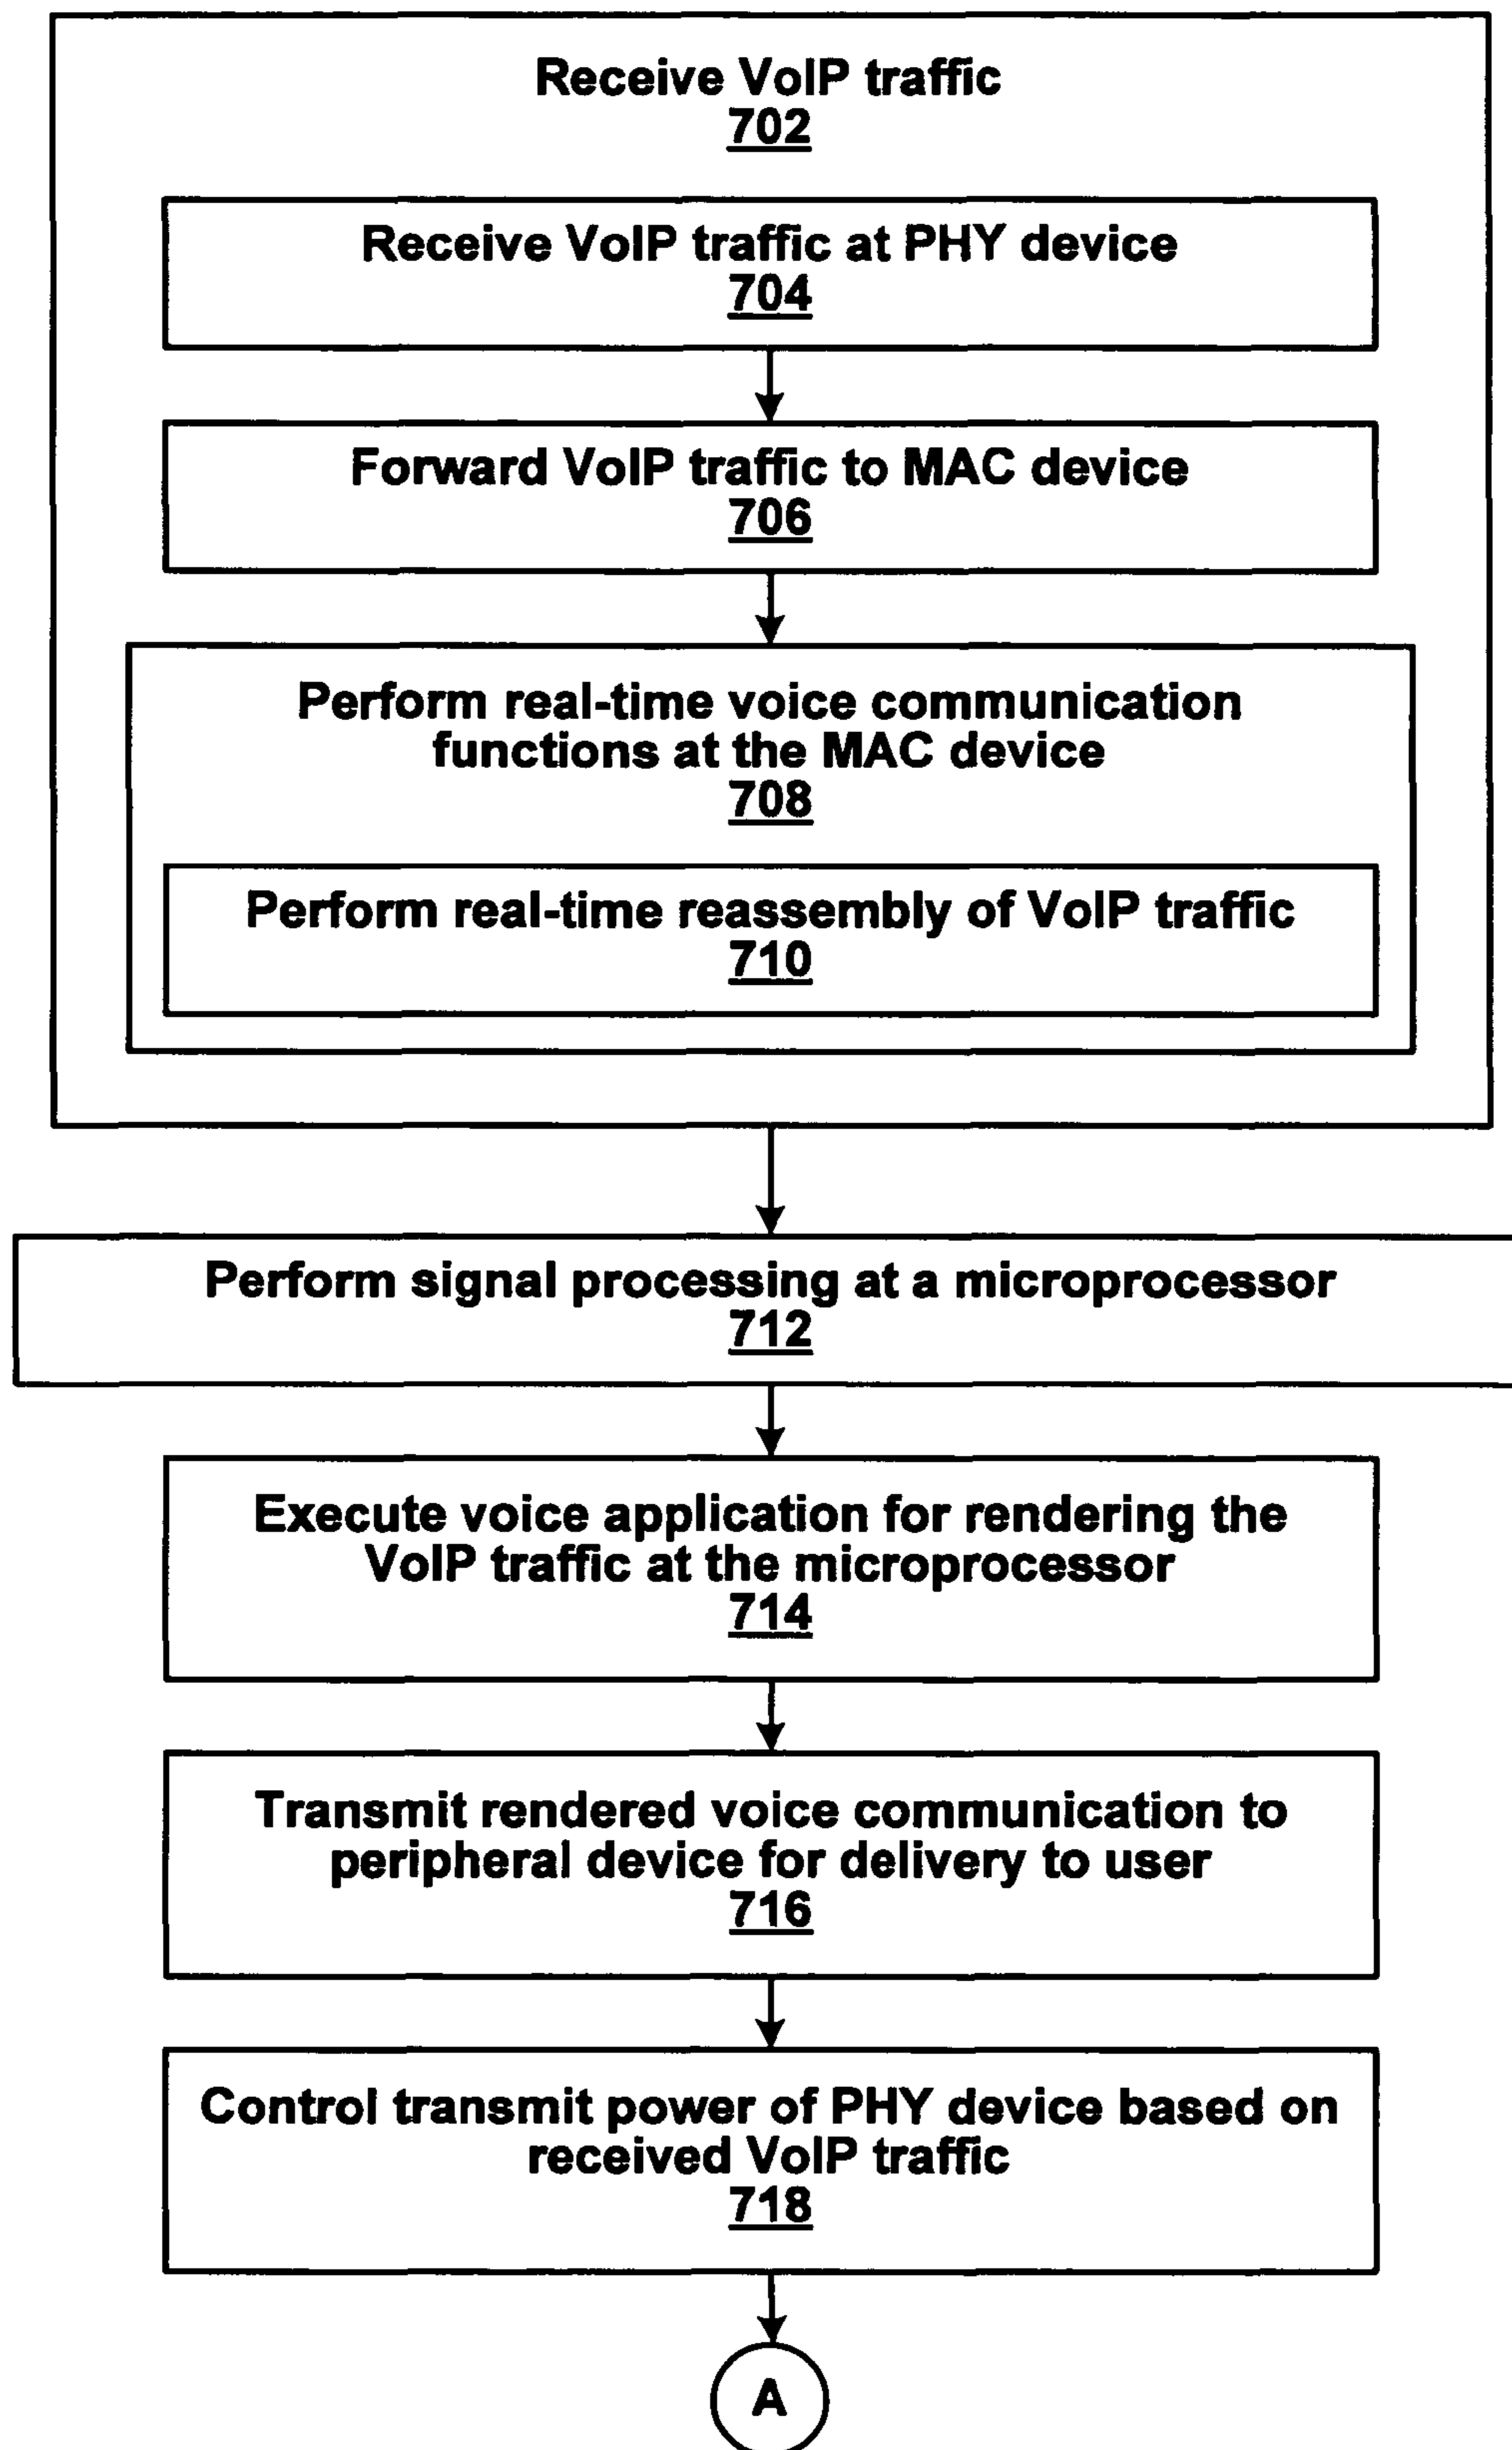 Receive VoIP traffic
702
Receive VoIP traffic at PHY device
704
Forward VoIP traffic to MAC device
706
Perform real-time voice communication
functions at the MAC device
708
Perform real-time reassembly of VoIP traffic
710
Perform signal processing at a microprocessor
712
Execute voice application for rendering the
VoIP traffic at the microprocessor
714
Transmit rendered voice communication to
peripheral device for delivery to user
716
Control transmit power of PHY device based on
received VoIP traffic
718
A